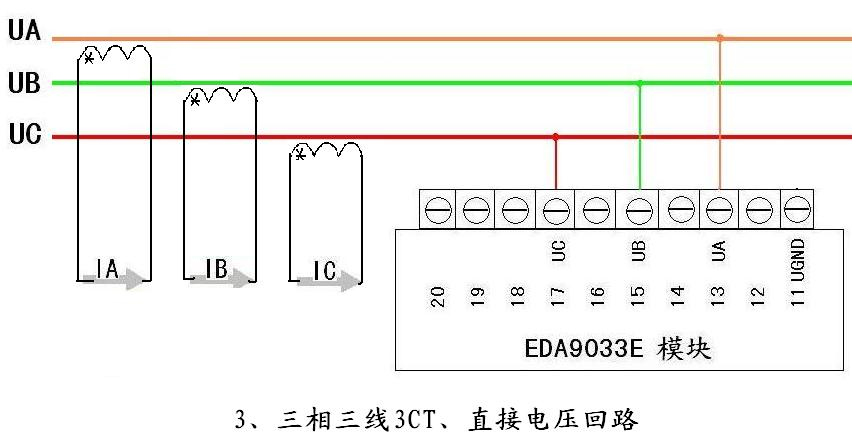 UA
UB
UC
*
*
*
IA
IB
IC
UC
UB
UA
UGND
20
19
18
17
16
15
14
13
12
11
EDA9033E 模块
3、三相三线3CT、直接电压回路